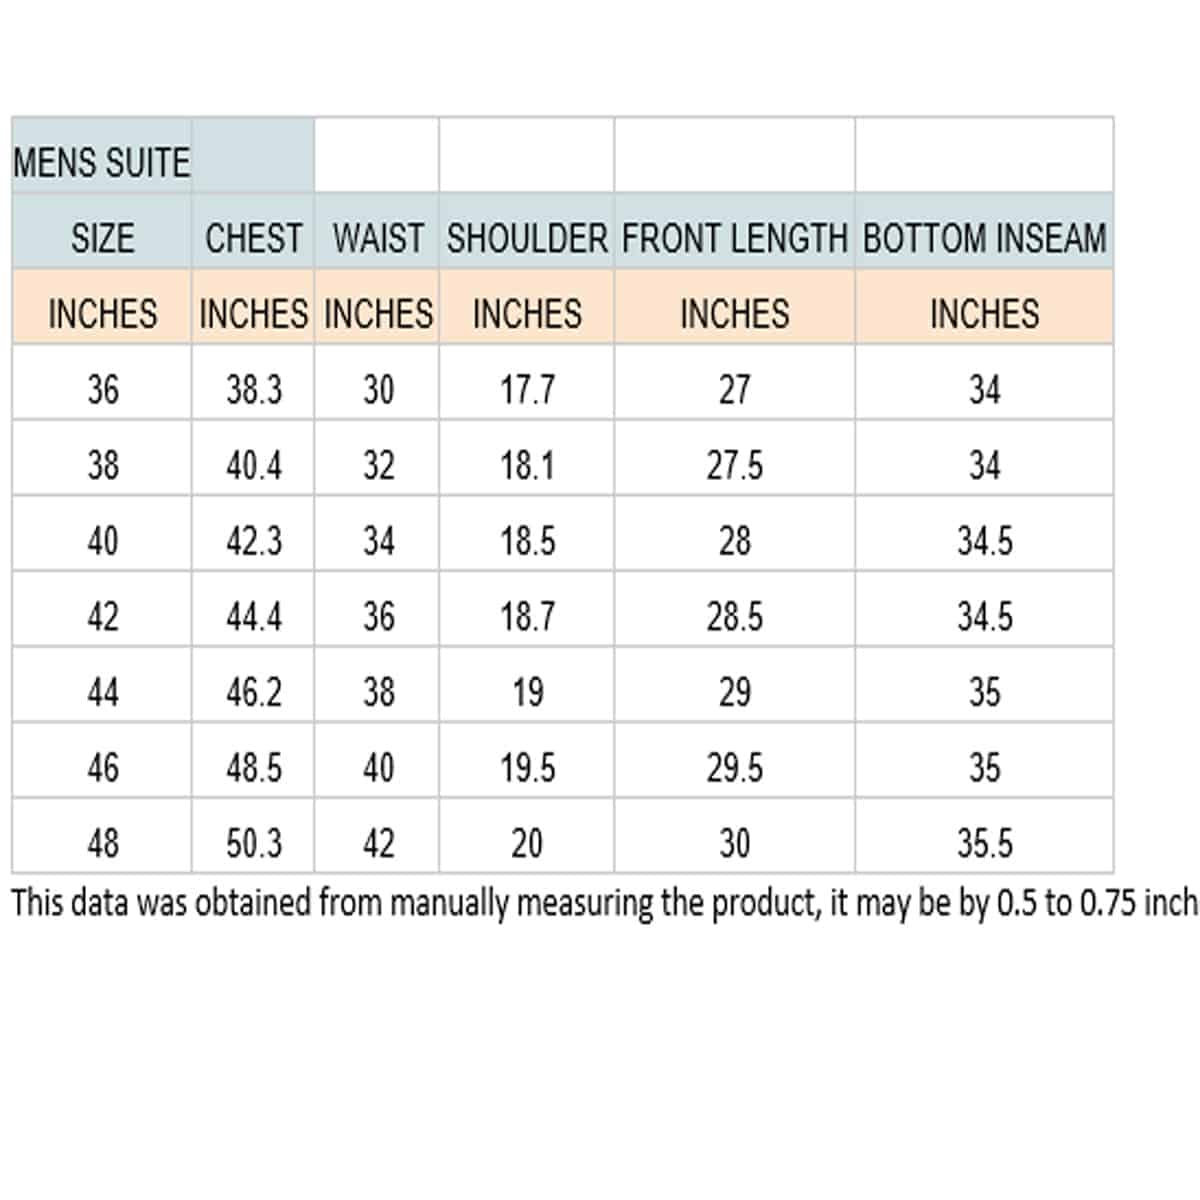 MENS SUITE
SIZE CHEST WAIST SHOULDER FRONT LENGTH BOTTOM INSEAM
INCHES INCHES INCHES INCHES INCHES INCHES
36 38.3 30 17.7 27 34
38 40.4 32 18.1 27.5 34
40 42.3 34 18.5 28 34.5
42 44.4 36 18.7 28.5 34.5
44 46.2 38 19 29 35
46 48.5 40 19.5 29.5 35
48 50.3 42 20 30 35.5
This data was obtained from manually measuring the product, it may be by 0.5 to 0.75 inch